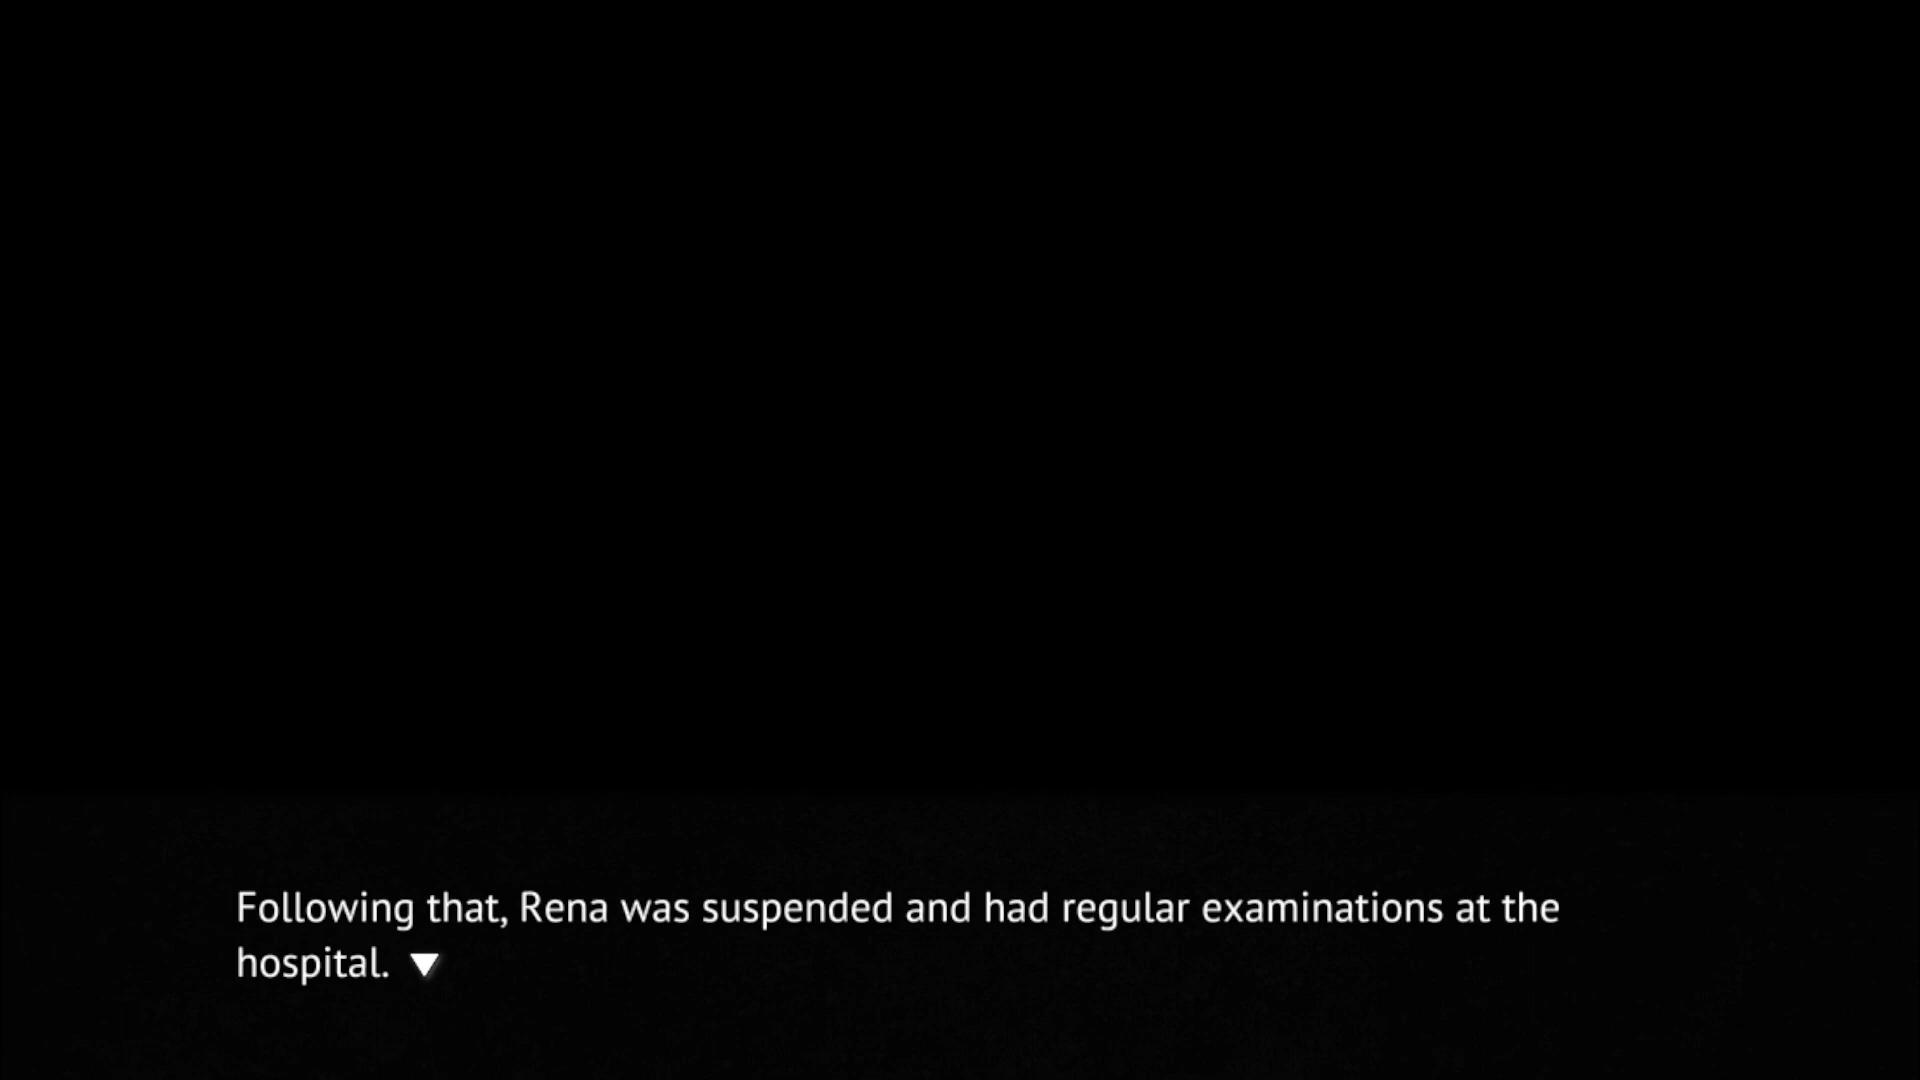 Following that, Rena was suspended and had regular examinations at the
hospital.